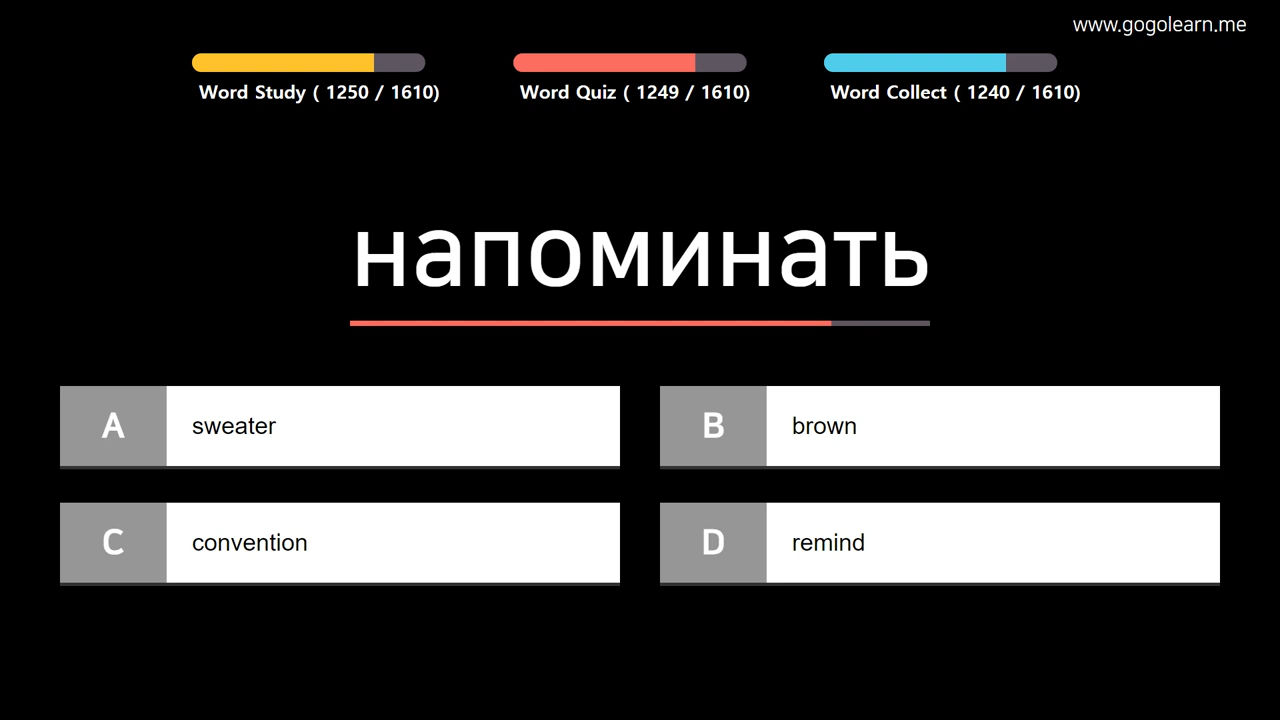 www.gogolearn.me
Word Study ( 1250 / 1610)
Word Quiz ( 1249 / 1610)
Word Collect ( 1240 / 1610)
напоминать
A sweater
B brown
C convention
D remind